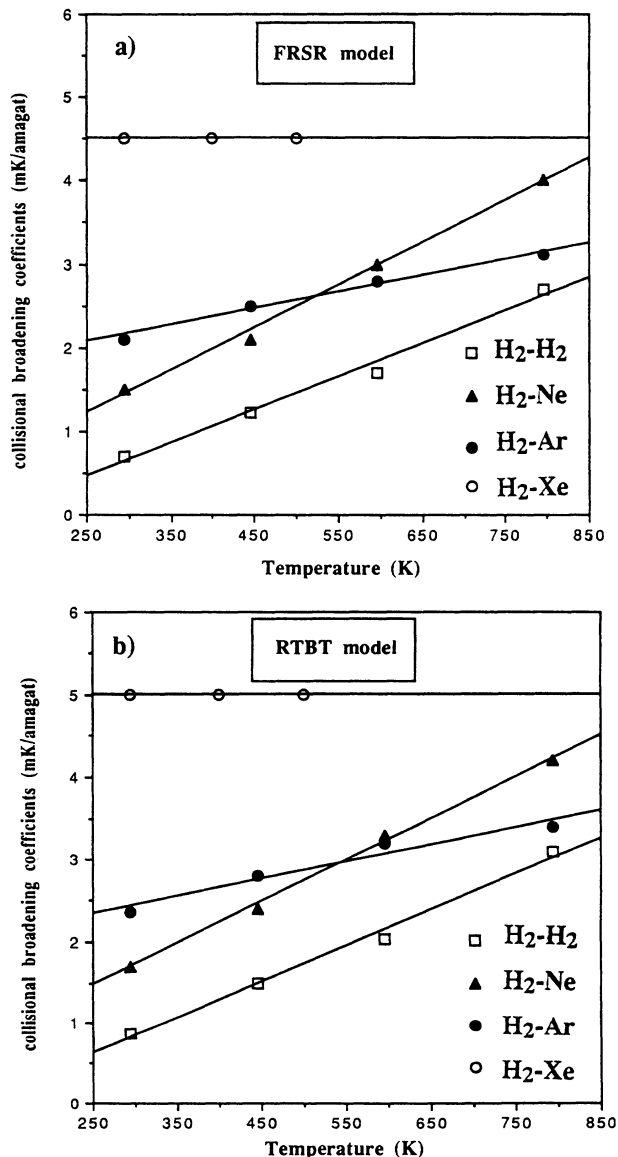 a)
FRSR model
collisional broadening coefficients (mK/amagat)
6
5
4
3
2
1
0
H2-H2
H2-Ne
H2-Ar
H2-Xe
250 350 450 550 650 750 850
Temperature (K)
b)
RTBT model
collisional broadening coefficients (mK/amagat)
6
5
4
3
2
1
0
H2-H2
H2-Ne
H2-Ar
H2-Xe
250 350 450 550 650 750 850
Temperature (K)